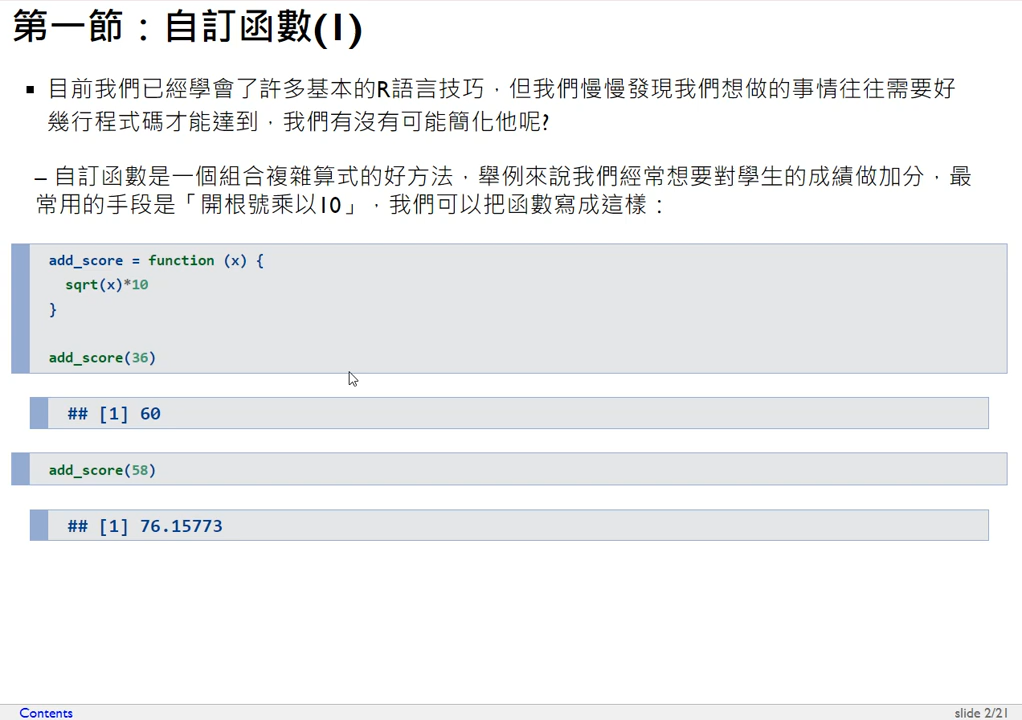 第一節：自訂函數(1)
▪ 目前我們已經學會了許多基本的R語言技巧，但我們慢慢發現我們想做的事情往往需要好
幾行程式碼才能達到，我們有沒有可能簡化他呢?
– 自訂函數是一個組合複雜算式的好方法，舉例來說我們經常想要對學生的成績做加分，最
常用的手段是「開根號乘以10」，我們可以把函數寫成這樣：
add_score = function (x) {
  sqrt(x)*10
}
add_score(36)
## [1] 60
add_score(58)
## [1] 76.15773
Contents
slide 2/21